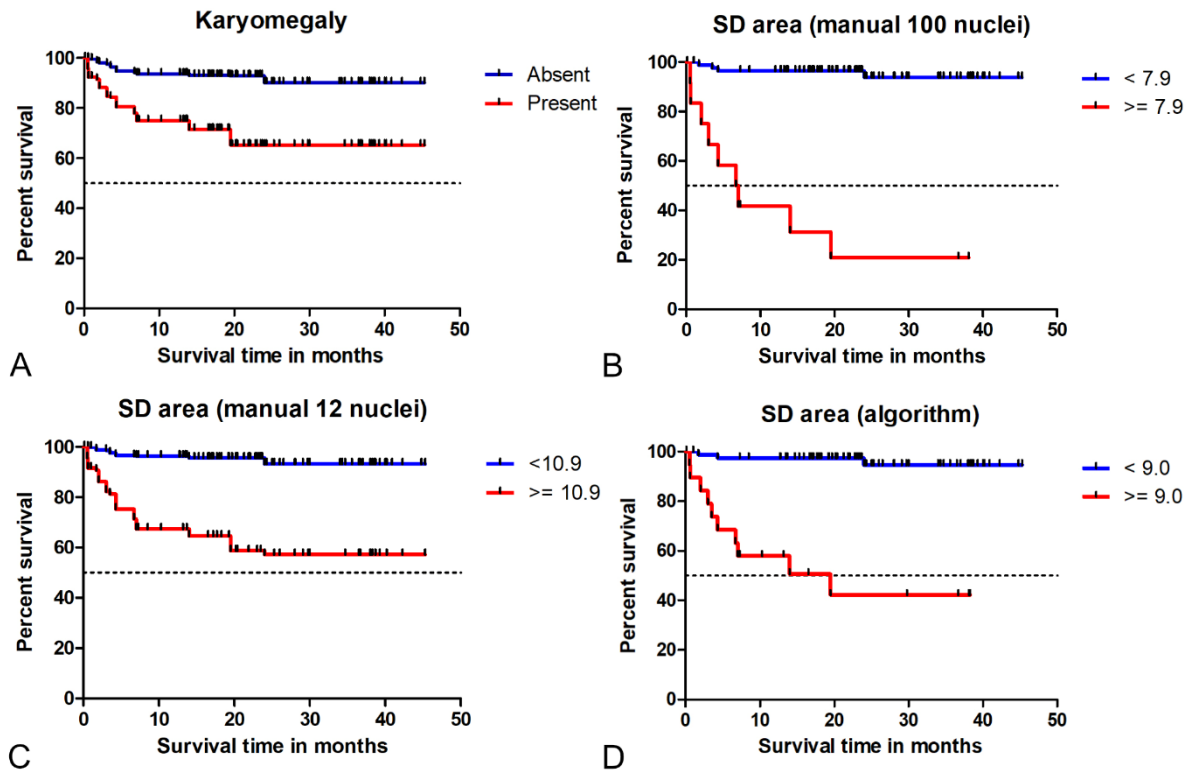 Karyomegaly
100
80
60
40
20
0
Percent survival
0 10 20 30 40 50
Survival time in months
Absent
Present
A
SD area (manual 100 nuclei)
100
80
60
40
20
0
Percent survival
0 10 20 30 40 50
Survival time in months
< 7.9
>= 7.9
B
SD area (manual 12 nuclei)
100
80
60
40
20
0
Percent survival
0 10 20 30 40 50
Survival time in months
<10.9
>= 10.9
C
SD area (algorithm)
100
80
60
40
20
0
Percent survival
0 10 20 30 40 50
Survival time in months
< 9.0
>= 9.0
D